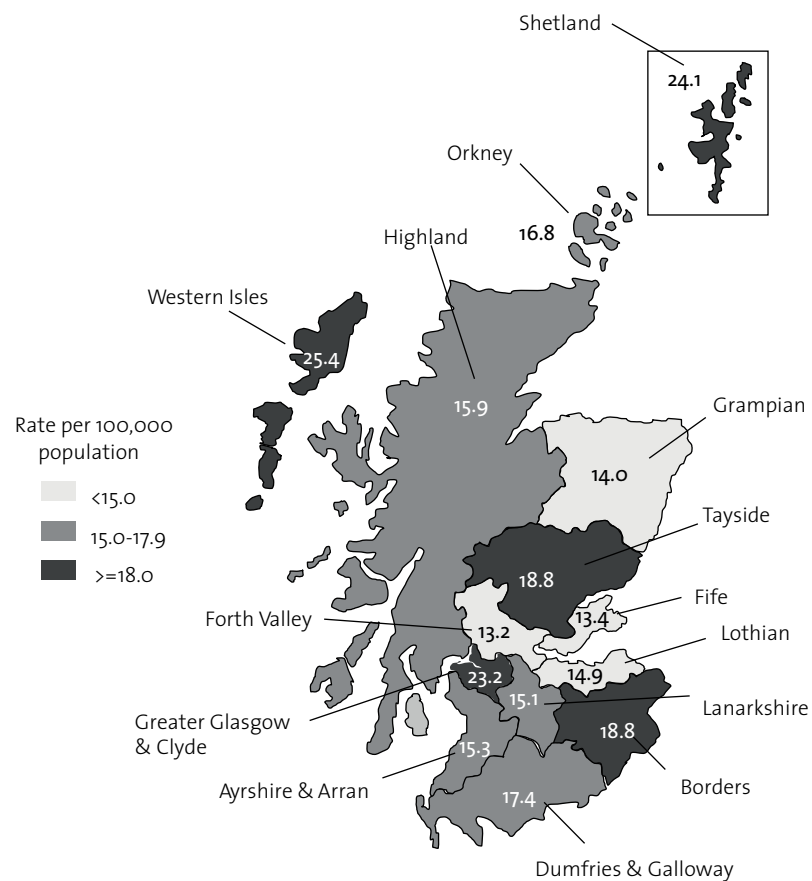 Shetland
24.1
Orkney
16.8
Highland
Western Isles
25.4
15.9
Grampian
Rate per 100,000
population
<15.0
15.0-17.9
>=18.0
14.0
Tayside
18.8
Fife
13.4
Forth Valley
13.2
Lothian
14.9
23.2
15.1
Lanarkshire
Greater Glasgow
& Clyde
18.8
15.3
Ayrshire & Arran
Borders
17.4
Dumfries & Galloway